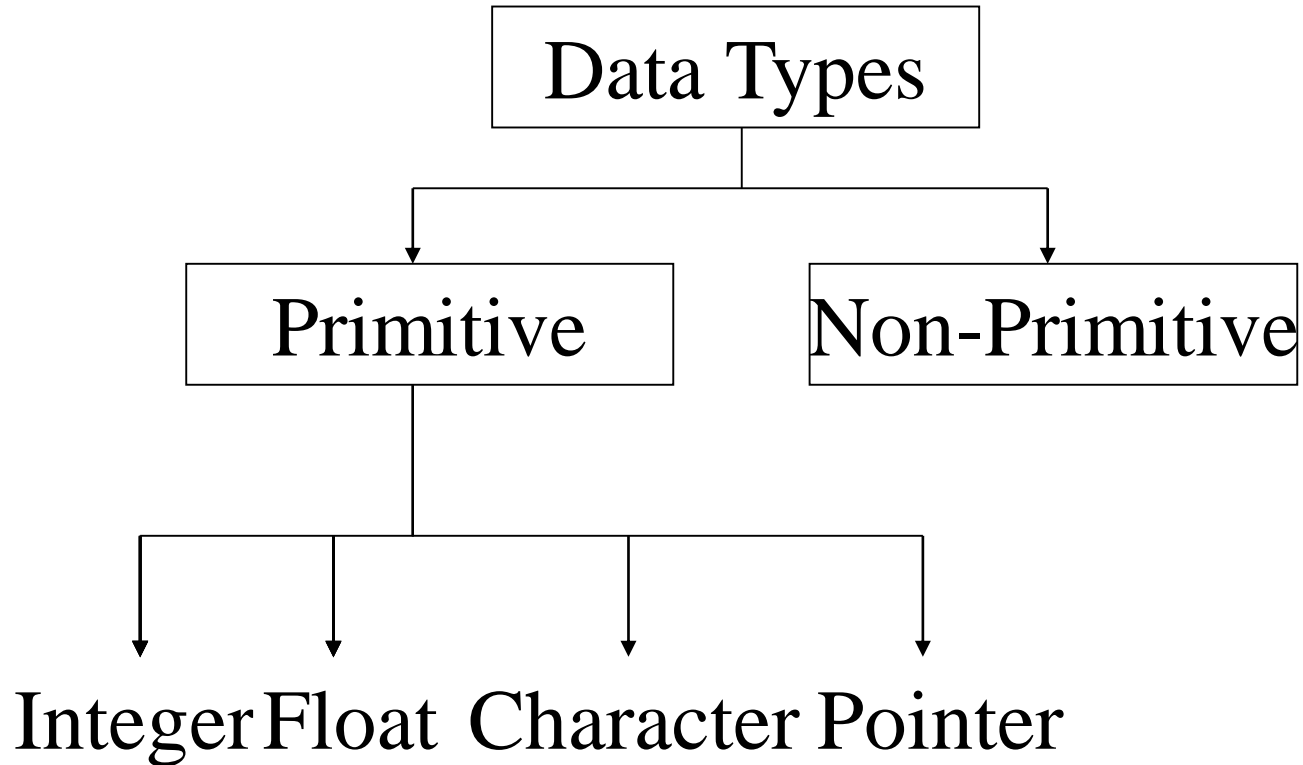 Data Types
Primitive
Non-Primitive
Integer Float Character Pointer